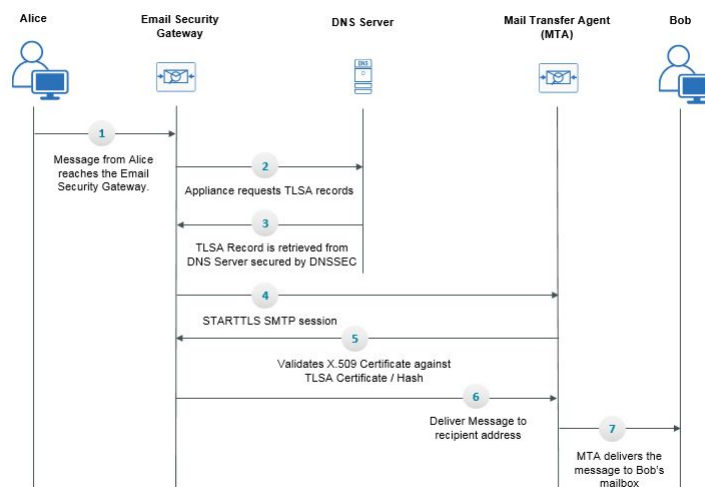 Alice
Email Security
Gateway
DNS Server
Mail Transfer Agent
(MTA)
Bob
DNS
1
Message from Alice
reaches the Email
Security Gateway.
2
Appliance requests TLSA records
3
TLSA Record is retrieved from
DNS Server secured by DNSSEC
4
STARTTLS SMTP session
5
Validates X.509 Certificate against
TLSA Certificate / Hash
6
Deliver Message to
recipient address
7
MTA delivers the
message to Bob's
mailbox